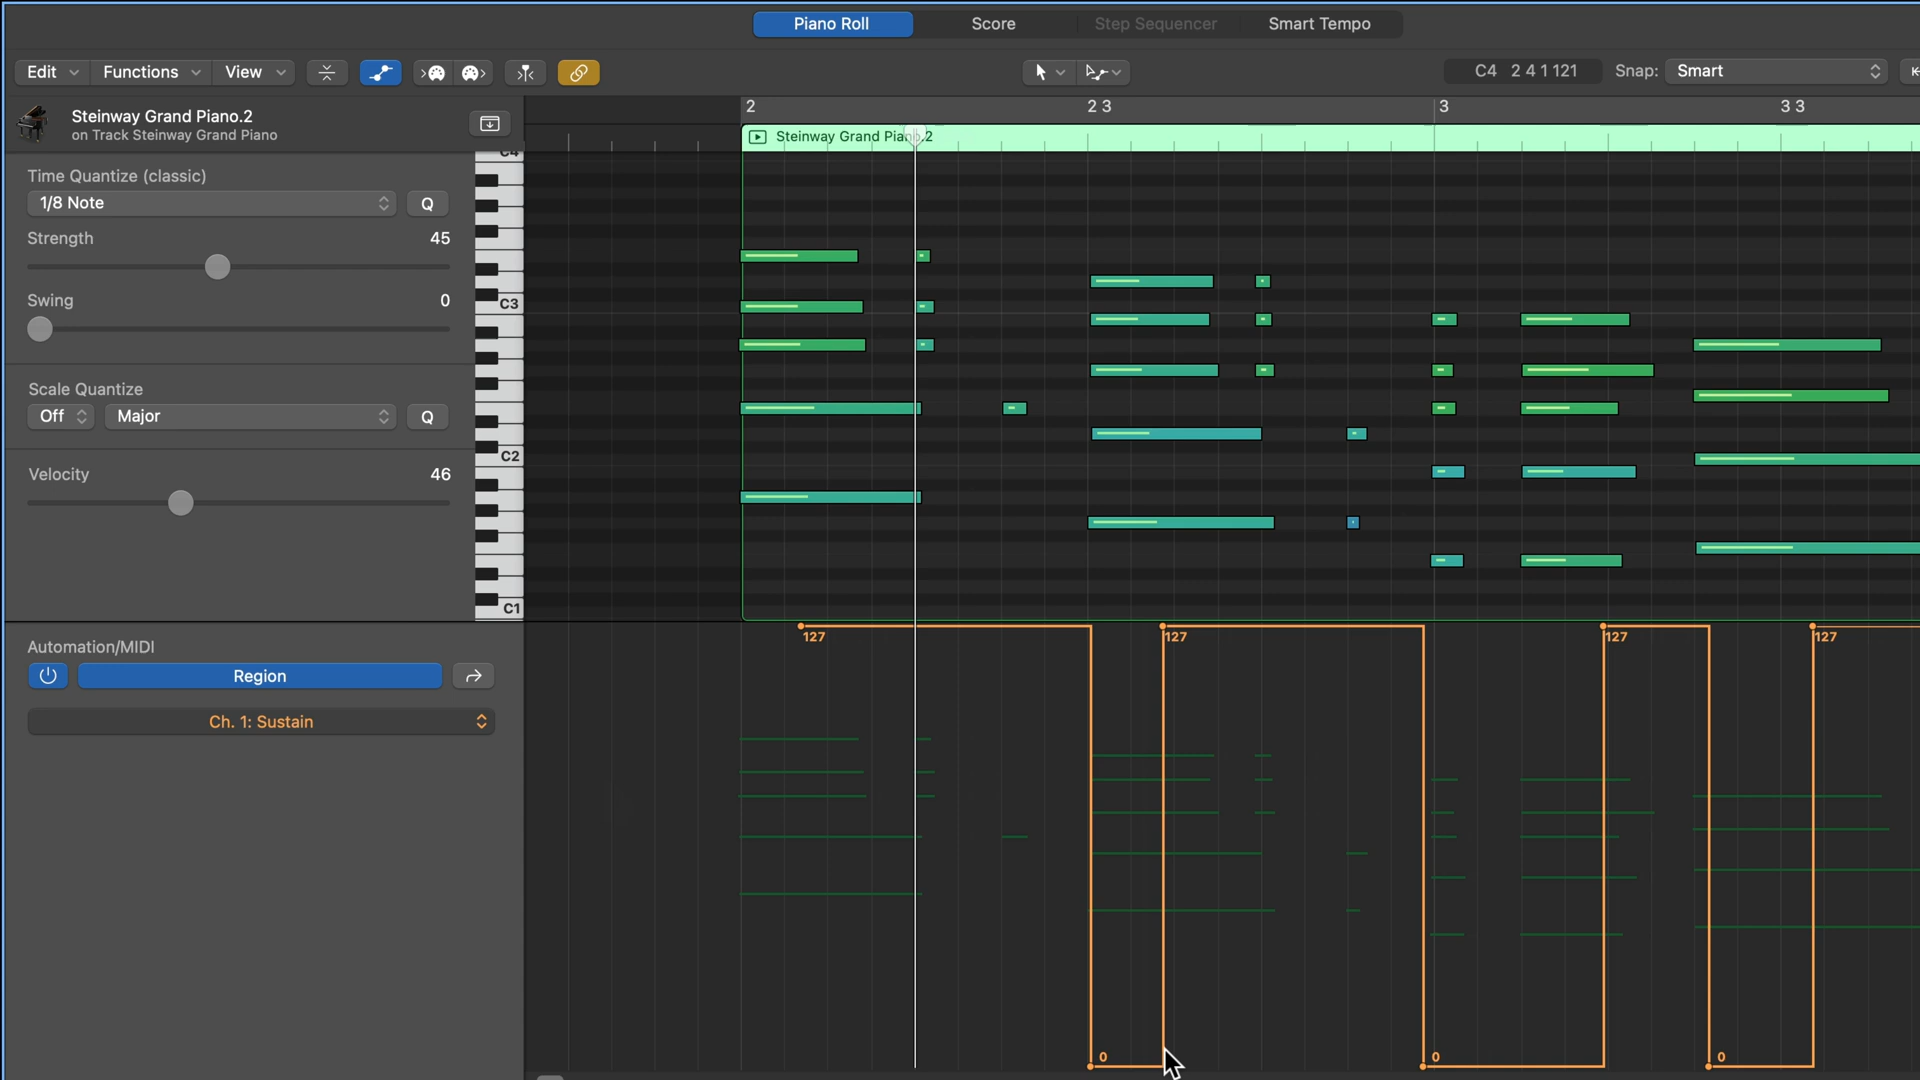 Piano Roll Score Step Sequencer Smart Tempo
Edit Functions View C4 2 4 1 121 Snap: Smart
Steinway Grand Piano.2
on Track Steinway Grand Piano
2 2 3 3 3 3
Steinway Grand Piano.2
C4
Time Quantize (classic)
1/8 Note Q
Strength 45
Swing 0
C3
Scale Quantize
Off Major Q
C2
Velocity 46
C1
127 127 127 127
Automation/MIDI
Region
Ch. 1: Sustain
0 0 0